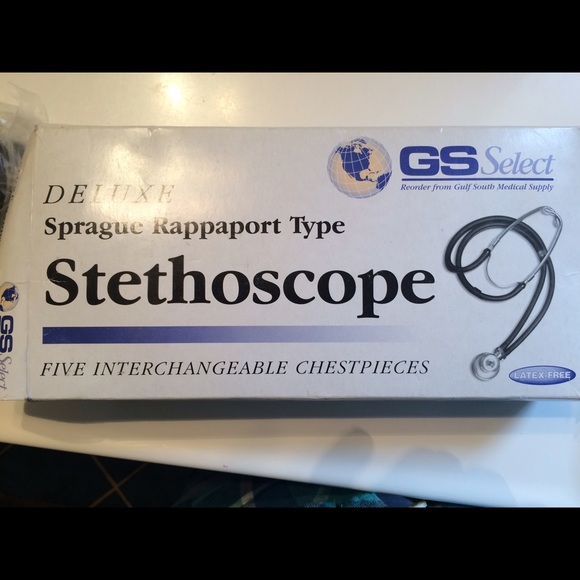 GS Select
Reorder from Gulf South Medical Supply
DELUXE
Sprague Rappaport Type
Stethoscope
FIVE INTERCHANGEABLE CHESTPIECES
LATEX-FREE
GS Select